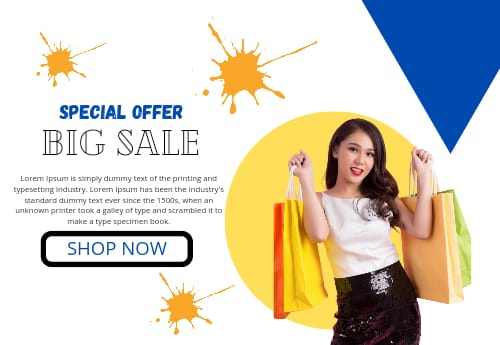 SPECIAL OFFER
BIG SALE
Lorem Ipsum is simply dummy text of the printing and
typesetting industry. Lorem Ipsum has been the industry's
standard dummy text ever since the 1500s, when an
unknown printer took a galley of type and scrambled it to
make a type specimen book.
SHOP NOW